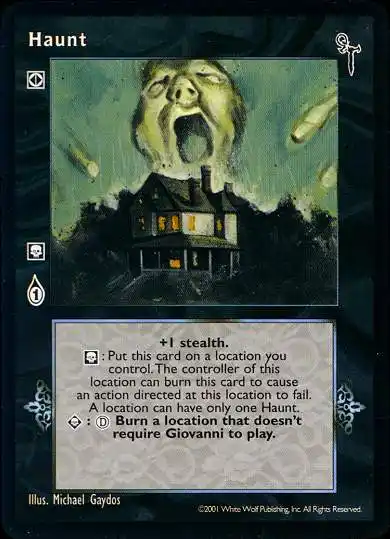 Haunt
1
+1 stealth.
: Put this card on a location you
control. The controller of this
location can burn this card to cause
an action directed at this location to fail.
A location can have only one Haunt.
: D Burn a location that doesn't
require Giovanni to play.
Illus. Michael Gaydos
©2001 White Wolf Publishing, Inc. All Rights Reserved.